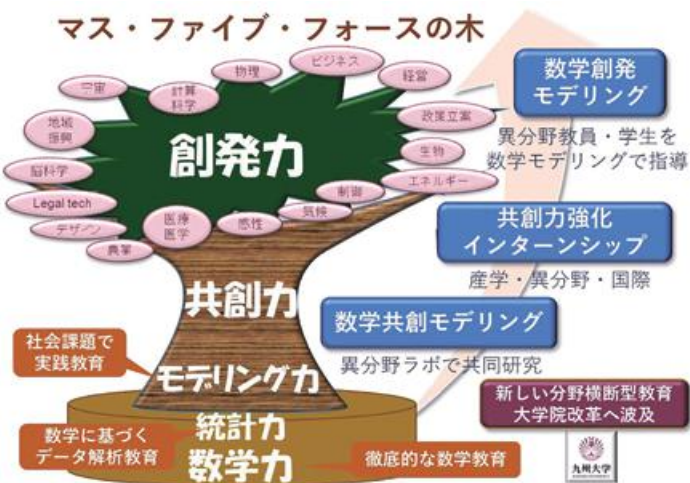 マス・ファイブ・フォースの木
宇宙
計算
科学
物理
ビジネス
経営
地域
振興
政策立案
脳科学
生物
Legal tech
エネルギー
デザイン
制御
農業
医療
医学
感性
気候
創発力
共創力
モデリング力
統計力
数学力
社会課題で
実践教育
数学に基づく
データ解析教育
徹底的な数学教育
数学創発
モデリング
異分野教員・学生を
数学モデリングで指導
共創力強化
インターンシップ
産学・異分野・国際
数学共創モデリング
異分野ラボで共同研究
新しい分野横断型教育
大学院改革へ波及
九州大学